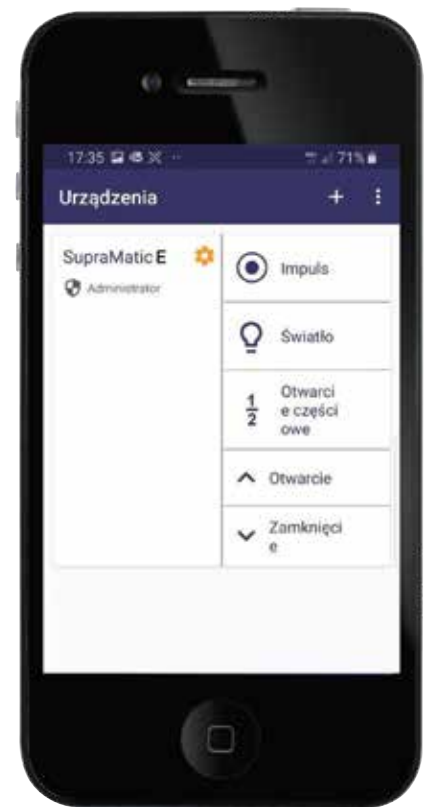 17:35
71%
Urządzenia
+
SupraMatic E
Administrator
Impuls
Światło
1
2
Otwarci
e części
owe
Otwarcie
Zamknięci
e